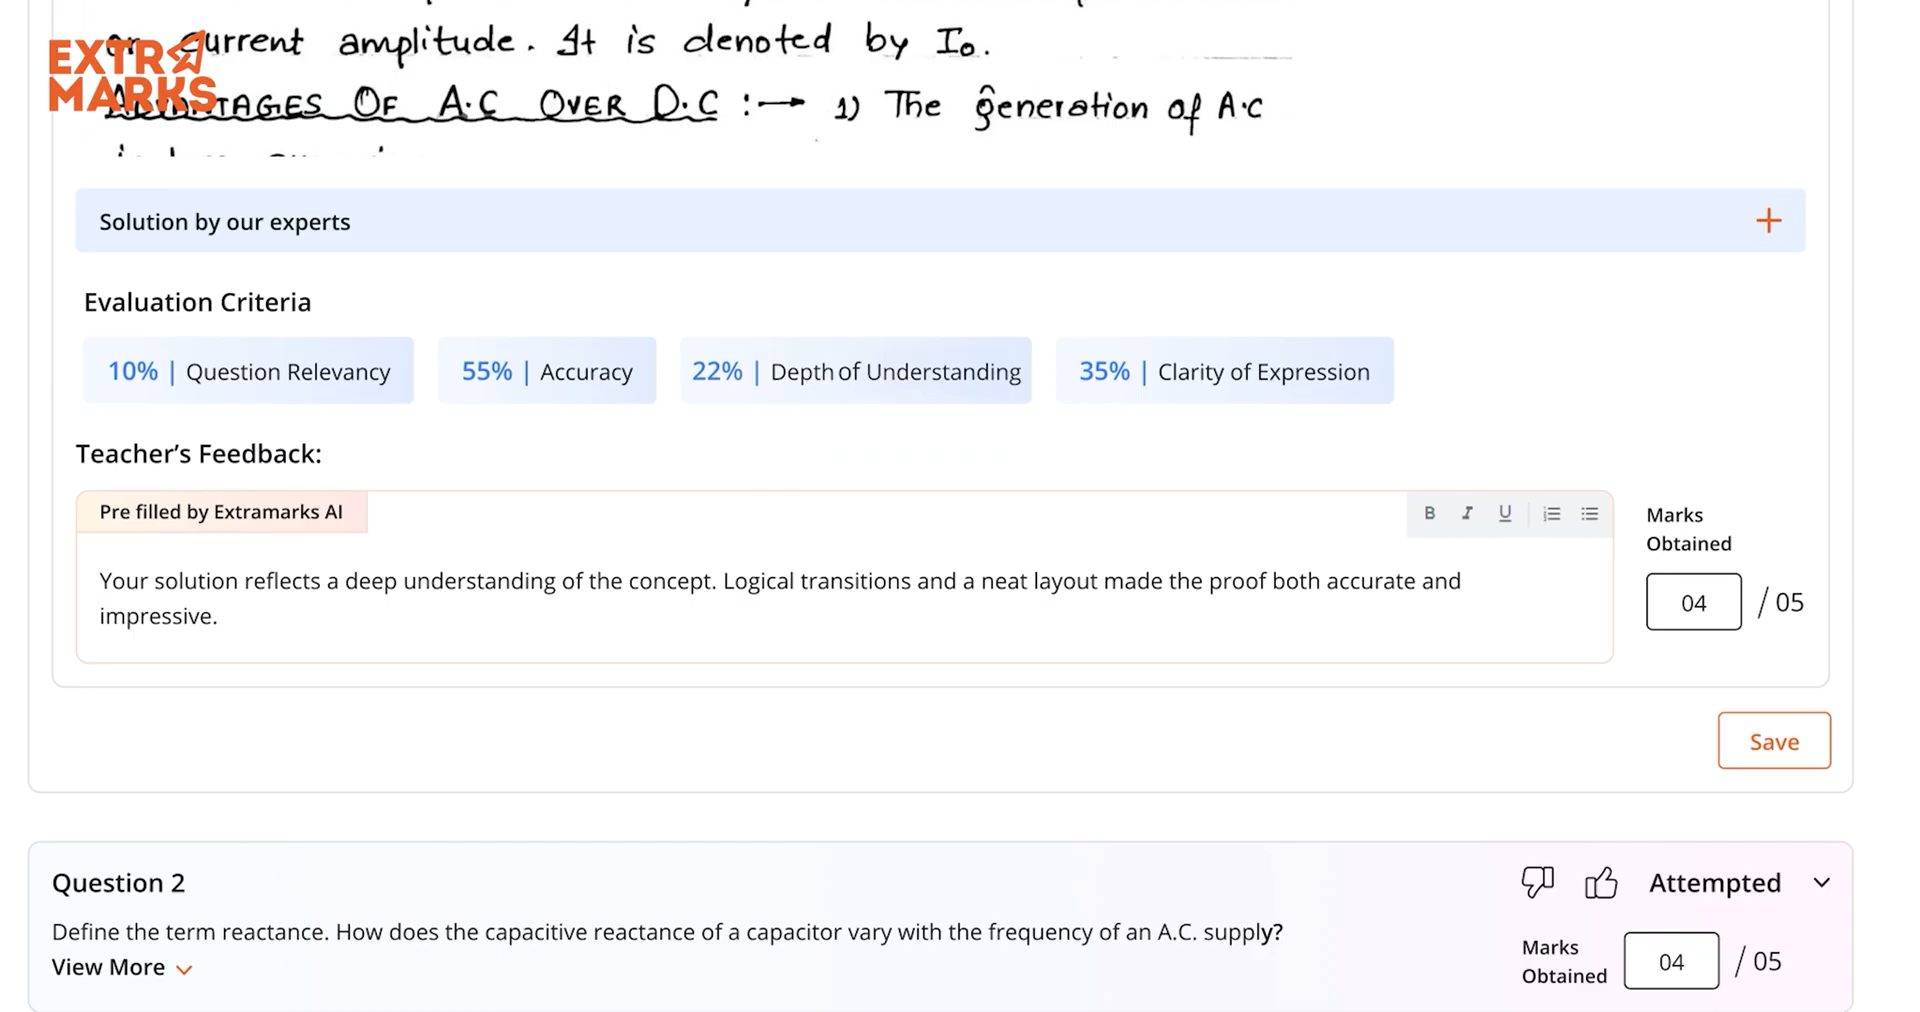 current amplitude. It is denoted by I₀.
EXTRAMARKS
ADVANTAGES OF A.C OVER D.C :→ 1) The generation of A.C
Solution by our experts
Evaluation Criteria
10% | Question Relevancy
55% | Accuracy
22% | Depth of Understanding
35% | Clarity of Expression
Teacher's Feedback:
Pre filled by Extramarks AI
B I U
Your solution reflects a deep understanding of the concept. Logical transitions and a neat layout made the proof both accurate and
impressive.
Marks
Obtained
04 / 05
Save
Question 2
Attempted
Define the term reactance. How does the capacitive reactance of a capacitor vary with the frequency of an A.C. supply?
View More
Marks
Obtained
04 / 05